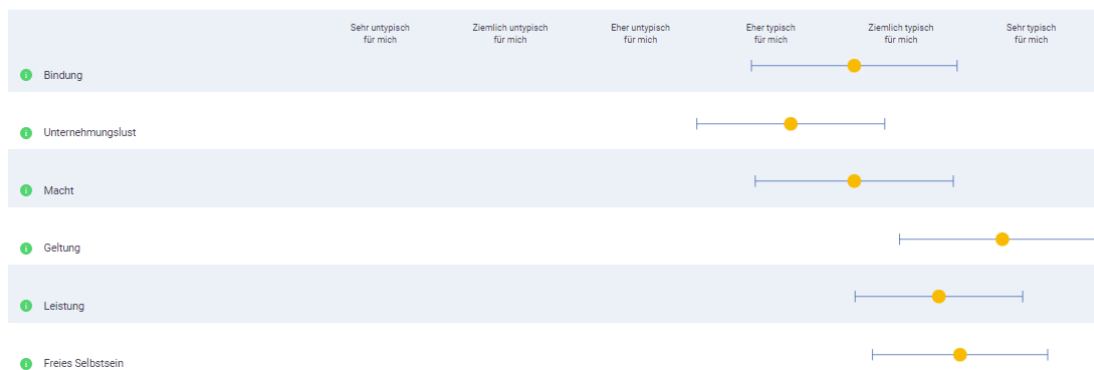 Sehr untypisch
für mich
Ziemlich untypisch
für mich
Eher untypisch
für mich
Eher typisch
für mich
Ziemlich typisch
für mich
Sehr typisch
für mich
i Bindung
i Unternehmungslust
i Macht
i Geltung
i Leistung
i Freies Selbstsein